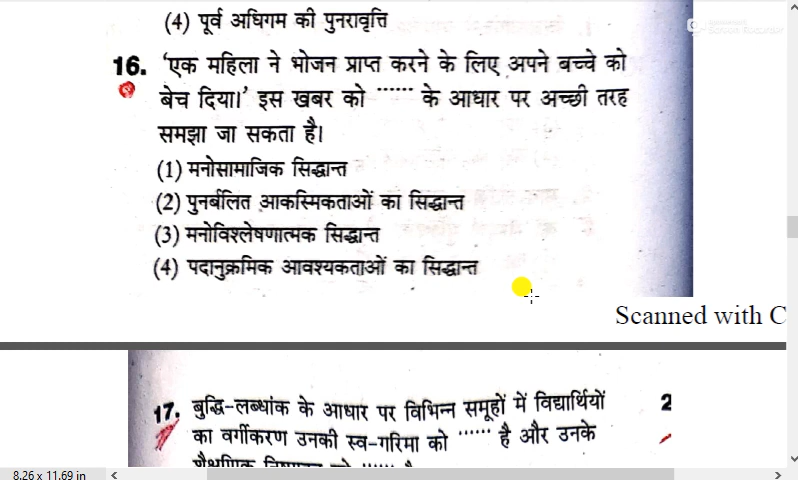 (4) पूर्व अधिगम की पुनरावृत्ति
16. ‘एक महिला ने भोजन प्राप्त करने के लिए अपने बच्चे को
बेच दिया।’ इस खबर को ...... के आधार पर अच्छी तरह
समझा जा सकता है।
(1) मनोसामाजिक सिद्धान्त
(2) पुनर्बलित आकस्मिकताओं का सिद्धान्त
(3) मनोविश्लेषणात्मक सिद्धान्त
(4) पदानुक्रमिक आवश्यकताओं का सिद्धान्त
Scanned with C
17. बुद्धि-लब्धांक के आधार पर विभिन्न समूहों में विद्यार्थियों
2
का वर्गीकरण उनकी स्व-गरिमा को ...... है और उनके
8.26 x 11.69 in